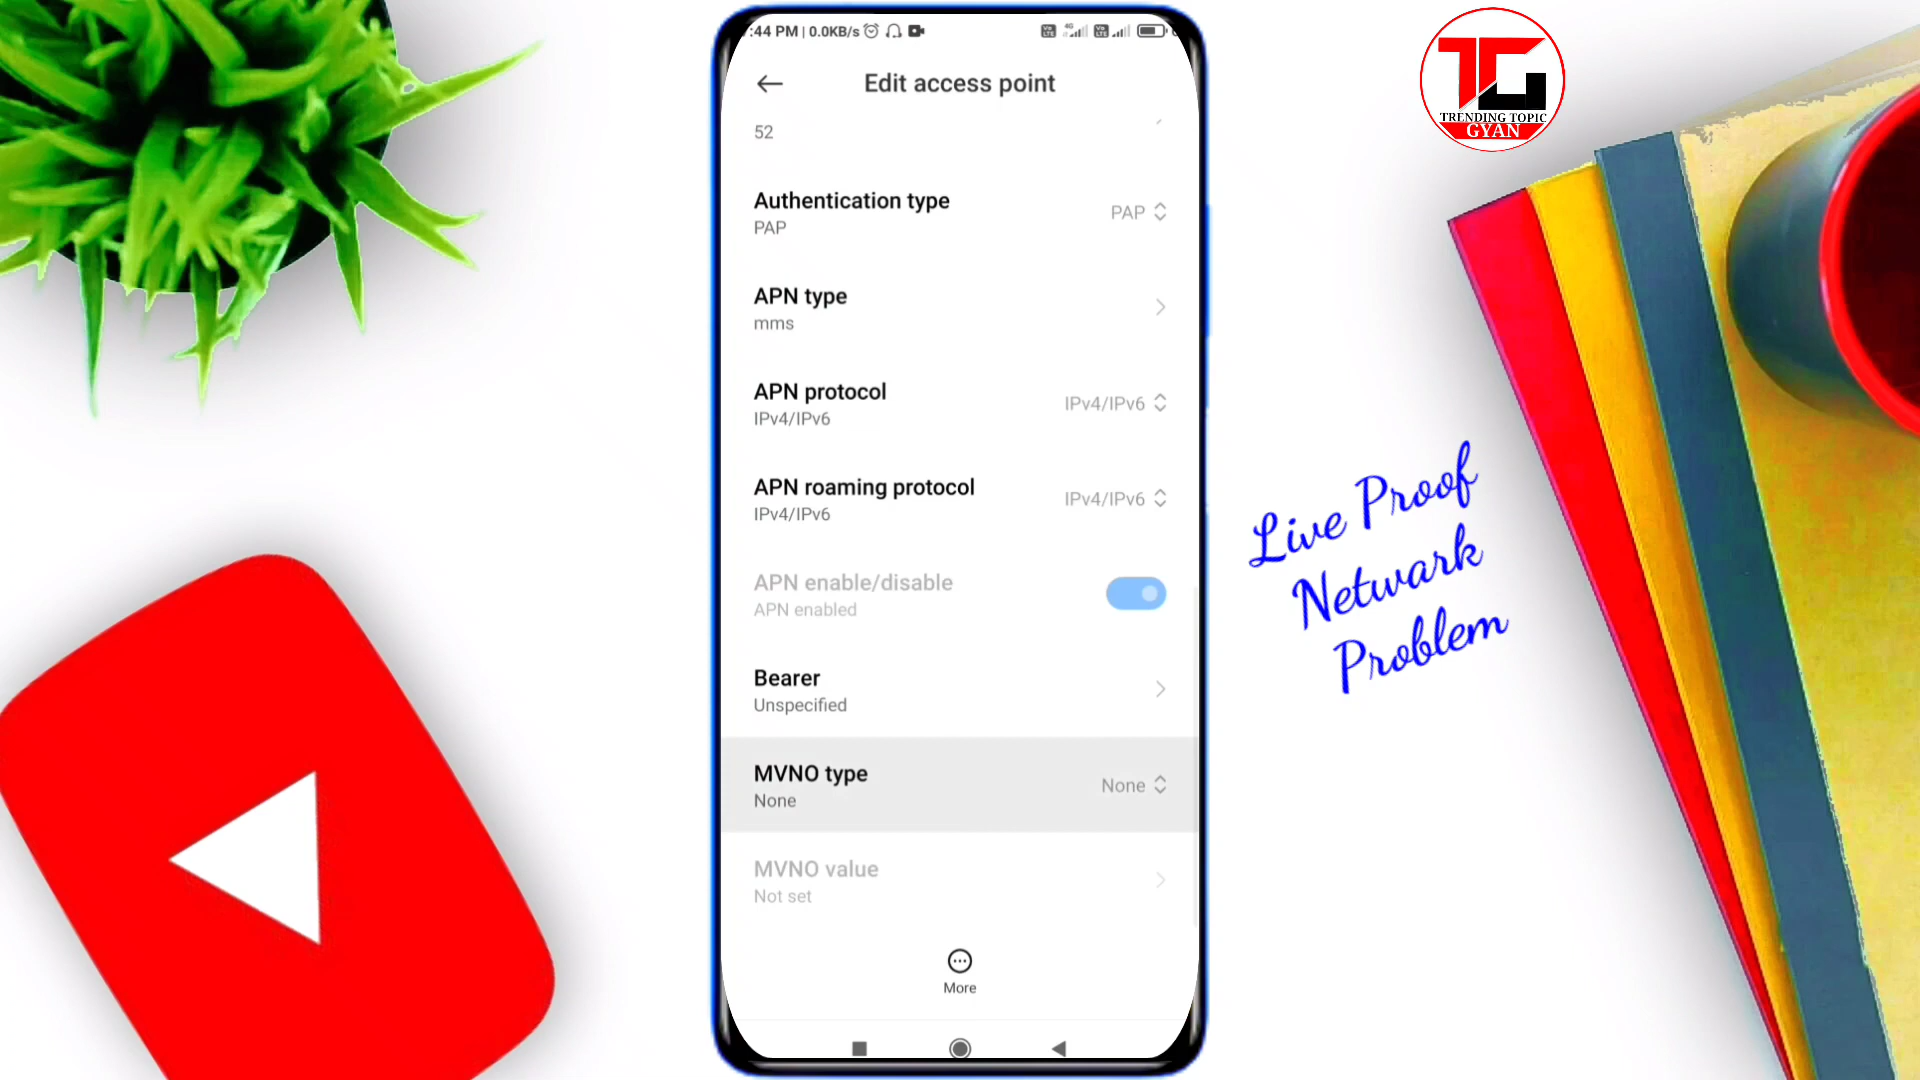 :44 PM | 0.0KB/s
Edit access point
52
Authentication type
PAP
PAP
APN type
mms
APN protocol
IPv4/IPv6
IPv4/IPv6
APN roaming protocol
IPv4/IPv6
IPv4/IPv6
APN enable/disable
APN enabled
Bearer
Unspecified
MVNO type
None
None
MVNO value
Not set
More
TG
TRENDING TOPIC
GYAN
Live Proof
Netwark
Problem